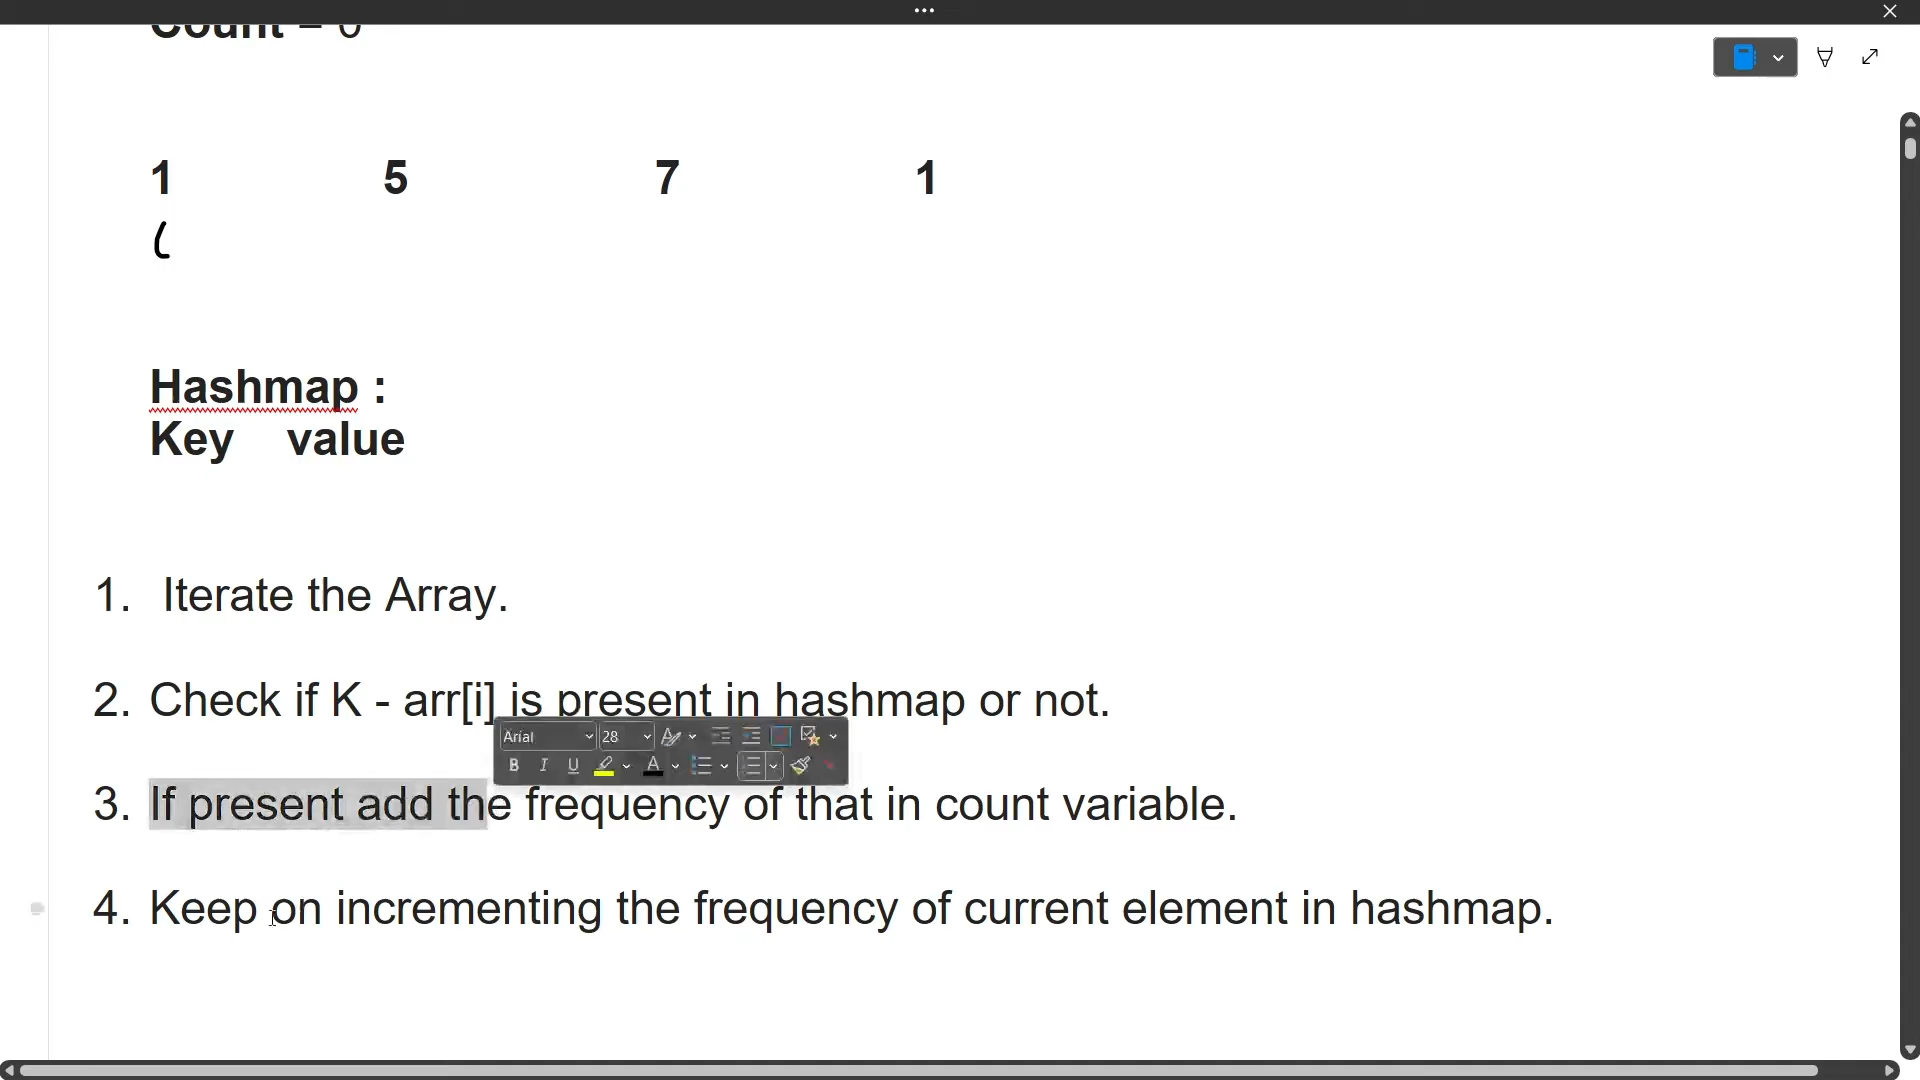 Count = 0
1 5 7 1
Hashmap :
Key value
1. Iterate the Array.
2. Check if K - arr[i] is present in hashmap or not.
Arial 28
B I U A
3. If present add the frequency of that in count variable.
4. Keep on incrementing the frequency of current element in hashmap.